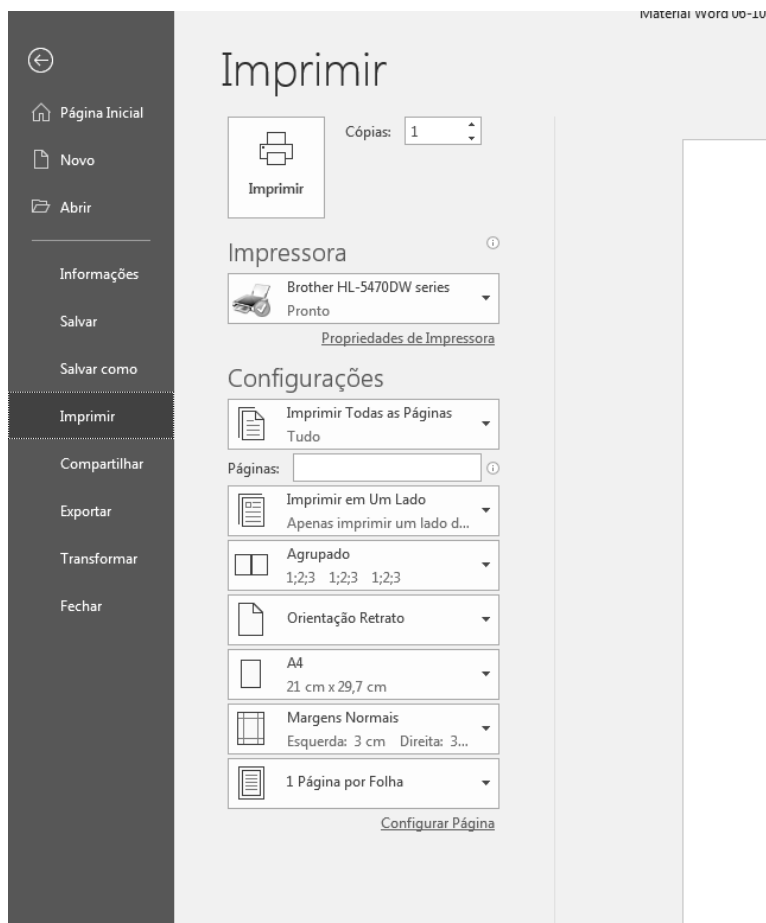 Material Word 06-10
Imprimir
Página Inicial
Novo
Abrir
Informações
Salvar
Salvar como
Imprimir
Compartilhar
Exportar
Transformar
Fechar
Cópias: 1
Imprimir
Impressora
Brother HL-5470DW series
Pronto
Propriedades de Impressora
Configurações
Imprimir Todas as Páginas
Tudo
Páginas:
Imprimir em Um Lado
Apenas imprimir um lado d...
Agrupado
1;2;3 1;2;3 1;2;3
Orientação Retrato
A4
21 cm x 29,7 cm
Margens Normais
Esquerda: 3 cm Direita: 3...
1 Página por Folha
Configurar Página